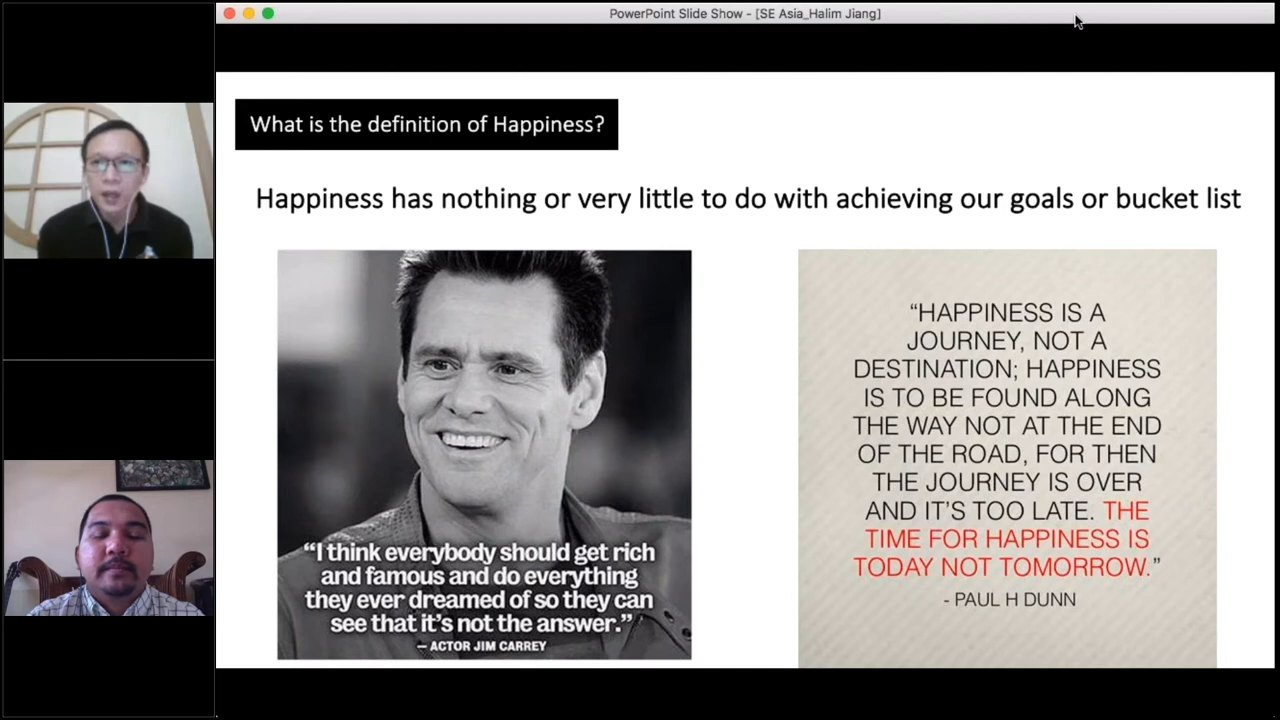 PowerPoint Slide Show - [SE Asia_Halim Jiang]
What is the definition of Happiness?
Happiness has nothing or very little to do with achieving our goals or bucket list
“I think everybody should get rich
and famous and do everything
they ever dreamed of so they can
see that it’s not the answer.”
— ACTOR JIM CARREY
“HAPPINESS IS A
JOURNEY, NOT A
DESTINATION; HAPPINESS
IS TO BE FOUND ALONG
THE WAY NOT AT THE END
OF THE ROAD, FOR THEN
THE JOURNEY IS OVER
AND IT’S TOO LATE. THE
TIME FOR HAPPINESS IS
TODAY NOT TOMORROW.”
- PAUL H DUNN